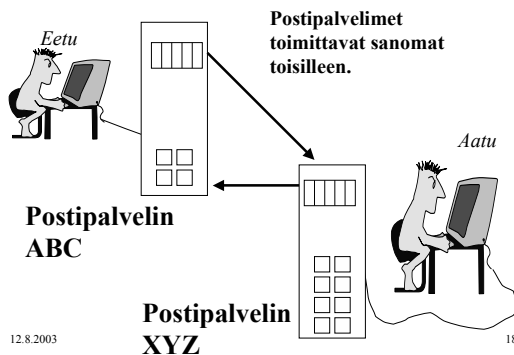 Eetu
Postipalvelimet
toimittavat sanomat
toisilleen.
Aatu
Postipalvelin
ABC
Postipalvelin
XYZ
12.8.2003
18